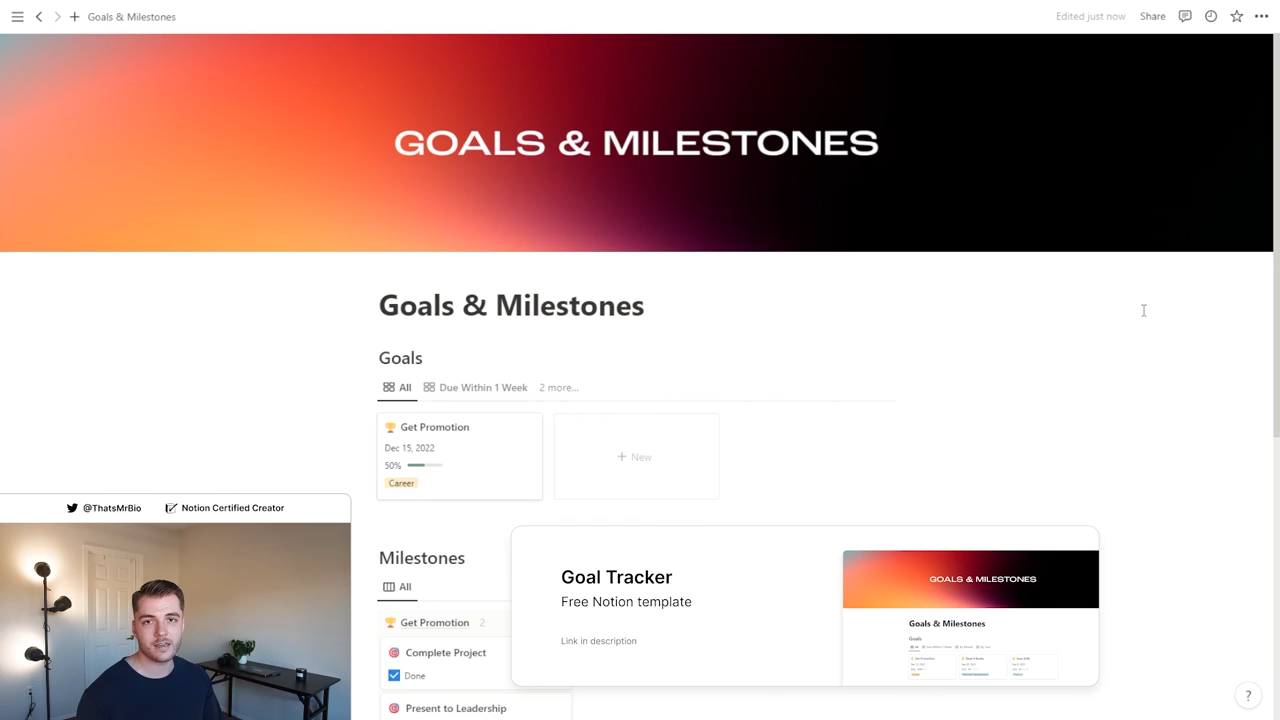 Goals & Milestones
Edited just now
Share
GOALS & MILESTONES
Goals & Milestones
Goals
All
Due Within 1 Week
2 more...
Get Promotion
Dec 15, 2022
50%
Career
+ New
@ThatsMrBio
Notion Certified Creator
Milestones
All
Get Promotion 2
Complete Project
Done
Present to Leadership
Goal Tracker
Free Notion template
Link in description
GOALS & MILESTONES
Goals & Milestones
Goals
?